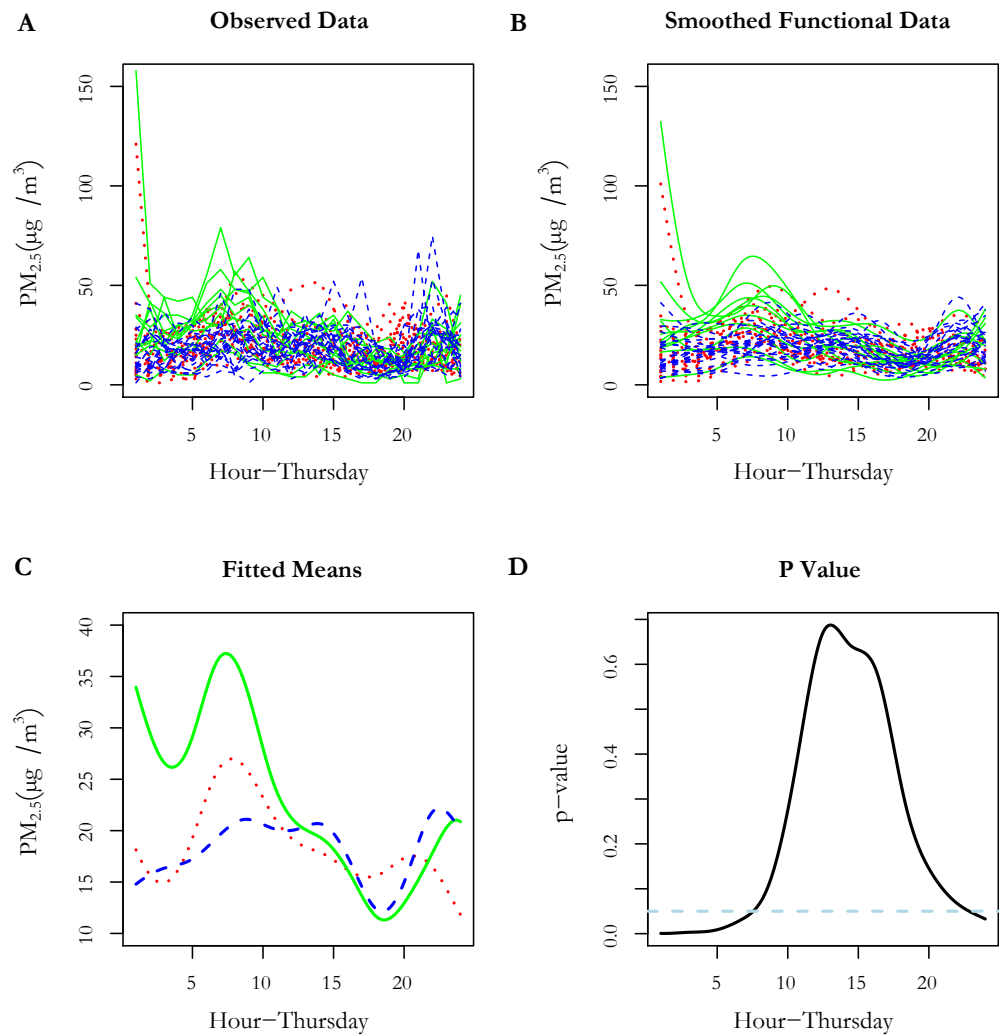 A
Observed Data
PM2.5(µg /m3)
0
50
100
150
5
10
15
20
Hour−Thursday
B
Smoothed Functional Data
PM2.5(µg /m3)
0
50
100
150
5
10
15
20
Hour−Thursday
C
Fitted Means
PM2.5(µg /m3)
10
15
20
25
30
35
40
5
10
15
20
Hour−Thursday
D
P Value
p−value
0.0
0.2
0.4
0.6
5
10
15
20
Hour−Thursday